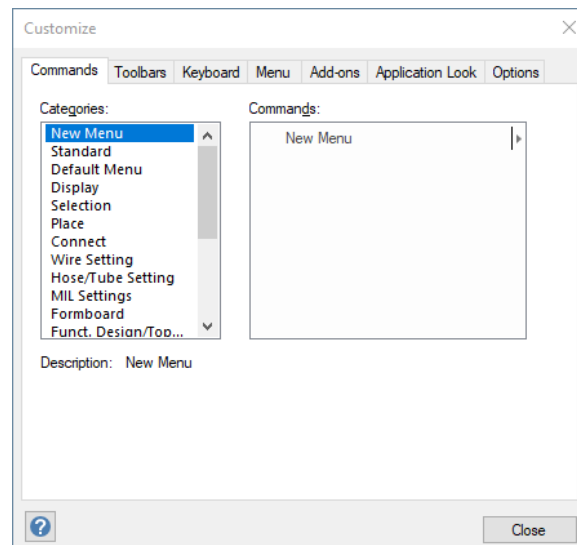 Customize
Commands Toolbars Keyboard Menu Add-ons Application Look Options
Categories: Commands:
New Menu New Menu
Standard
Default Menu
Display
Selection
Place
Connect
Wire Setting
Hose/Tube Setting
MIL Settings
Formboard
Funct. Design/Top...
Description: New Menu
?
Close